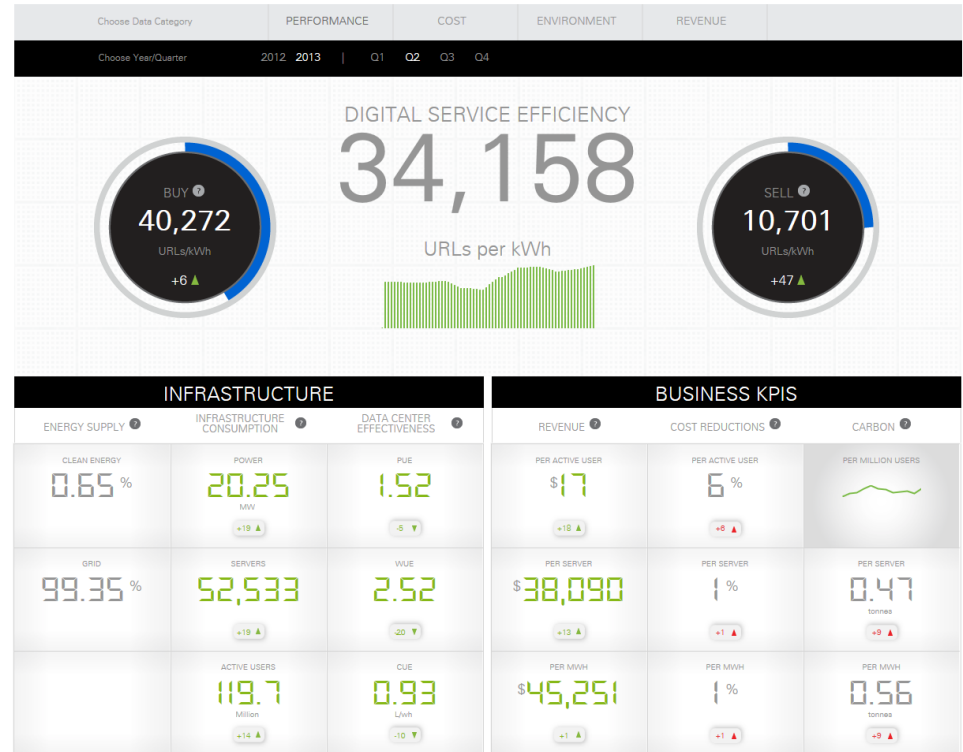 Choose Data Category PERFORMANCE COST ENVIRONMENT REVENUE
Choose Year/Quarter 2012 2013 | Q1 Q2 Q3 Q4
DIGITAL SERVICE EFFICIENCY
34,158
URLs per kWh
BUY ?
40,272
URLs/kWh
+6 ▲
SELL ?
10,701
URLs/kWh
+47 ▲
INFRASTRUCTURE
ENERGY SUPPLY ? INFRASTRUCTURE CONSUMPTION ? DATA CENTER EFFECTIVENESS ?
CLEAN ENERGY POWER PUE
0.65 % 20.25 1.52
MW
+19 ▲ -5 ▼
GRID SERVERS WUE
99.35 % 52,533 2.52
+19 ▲ -20 ▼
ACTIVE USERS CUE
119.7 0.93
Million L/wh
+14 ▲ -10 ▼
BUSINESS KPIS
REVENUE ? COST REDUCTIONS ? CARBON ?
PER ACTIVE USER PER ACTIVE USER PER MILLION USERS
$17 6 %
+18 ▲ +6 ▲
PER SERVER PER SERVER PER SERVER
$38,090 1 % 0.47
tonnes
+13 ▲ +1 ▲ +9 ▲
PER MWH PER MWH PER MWH
$45,251 1 % 0.56
tonnes
+1 ▲ +1 ▲ +9 ▲